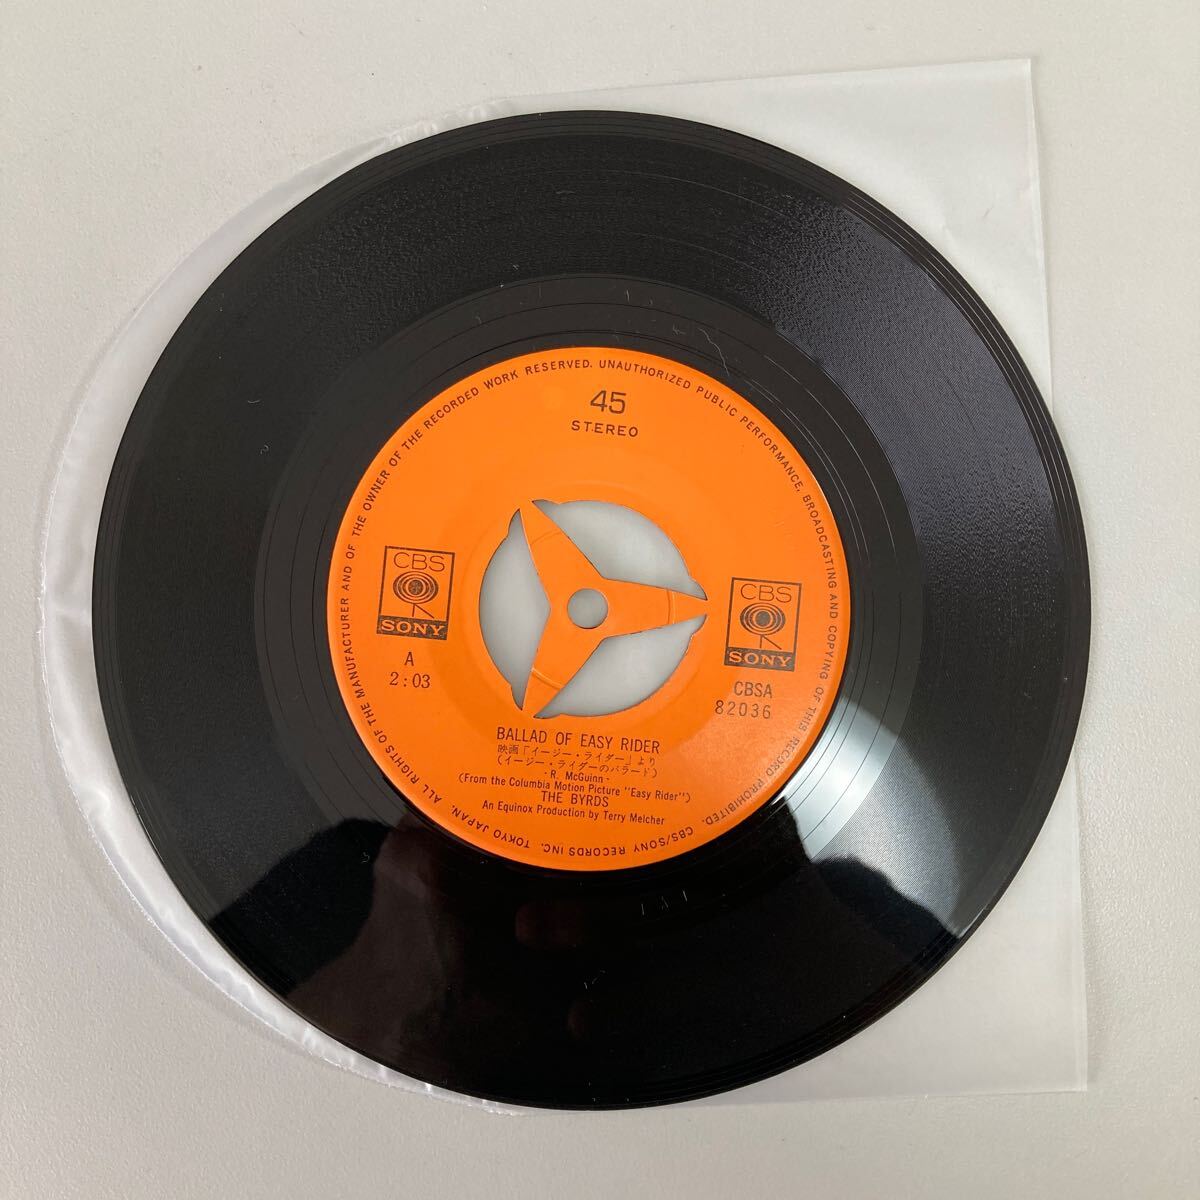 ALL RIGHTS OF THE MANUFACTURER AND OF THE OWNER OF THE RECORDED WORK RESERVED. UNAUTHORIZED PUBLIC PERFORMANCE, BROADCASTING AND COPYING OF THIS RECORD PROHIBITED. CBS/SONY RECORDS INC. TOKYO JAPAN.
45
STEREO
CBS
SONY
A
2:03
CBS
SONY
CBSA
82036
BALLAD OF EASY RIDER
映画「イージー・ライダー」より
(イージー・ライダーのバラード)
- R. McGuinn -
(From the Columbia Motion Picture "Easy Rider")
THE BYRDS
An Equinox Production by Terry Melcher